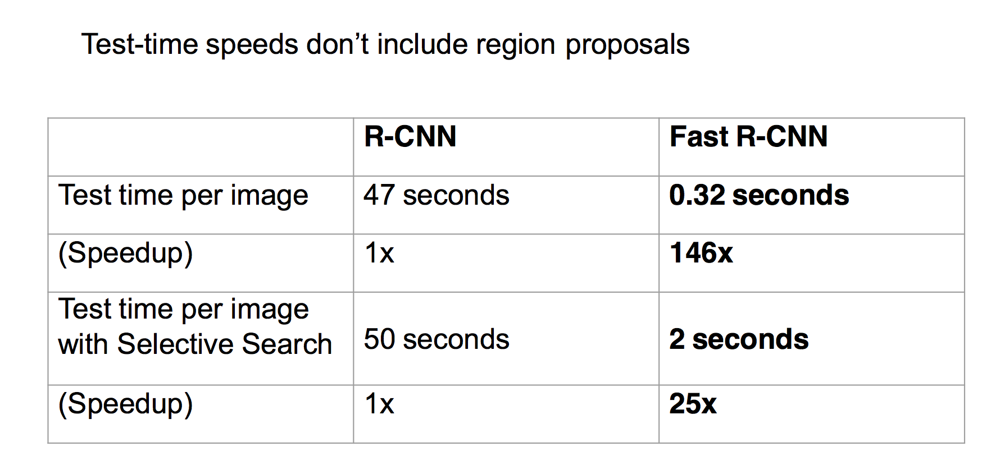 Test-time speeds don’t include region proposals
R-CNN Fast R-CNN
Test time per image 47 seconds 0.32 seconds
(Speedup) 1x 146x
Test time per image
with Selective Search 50 seconds 2 seconds
(Speedup) 1x 25x